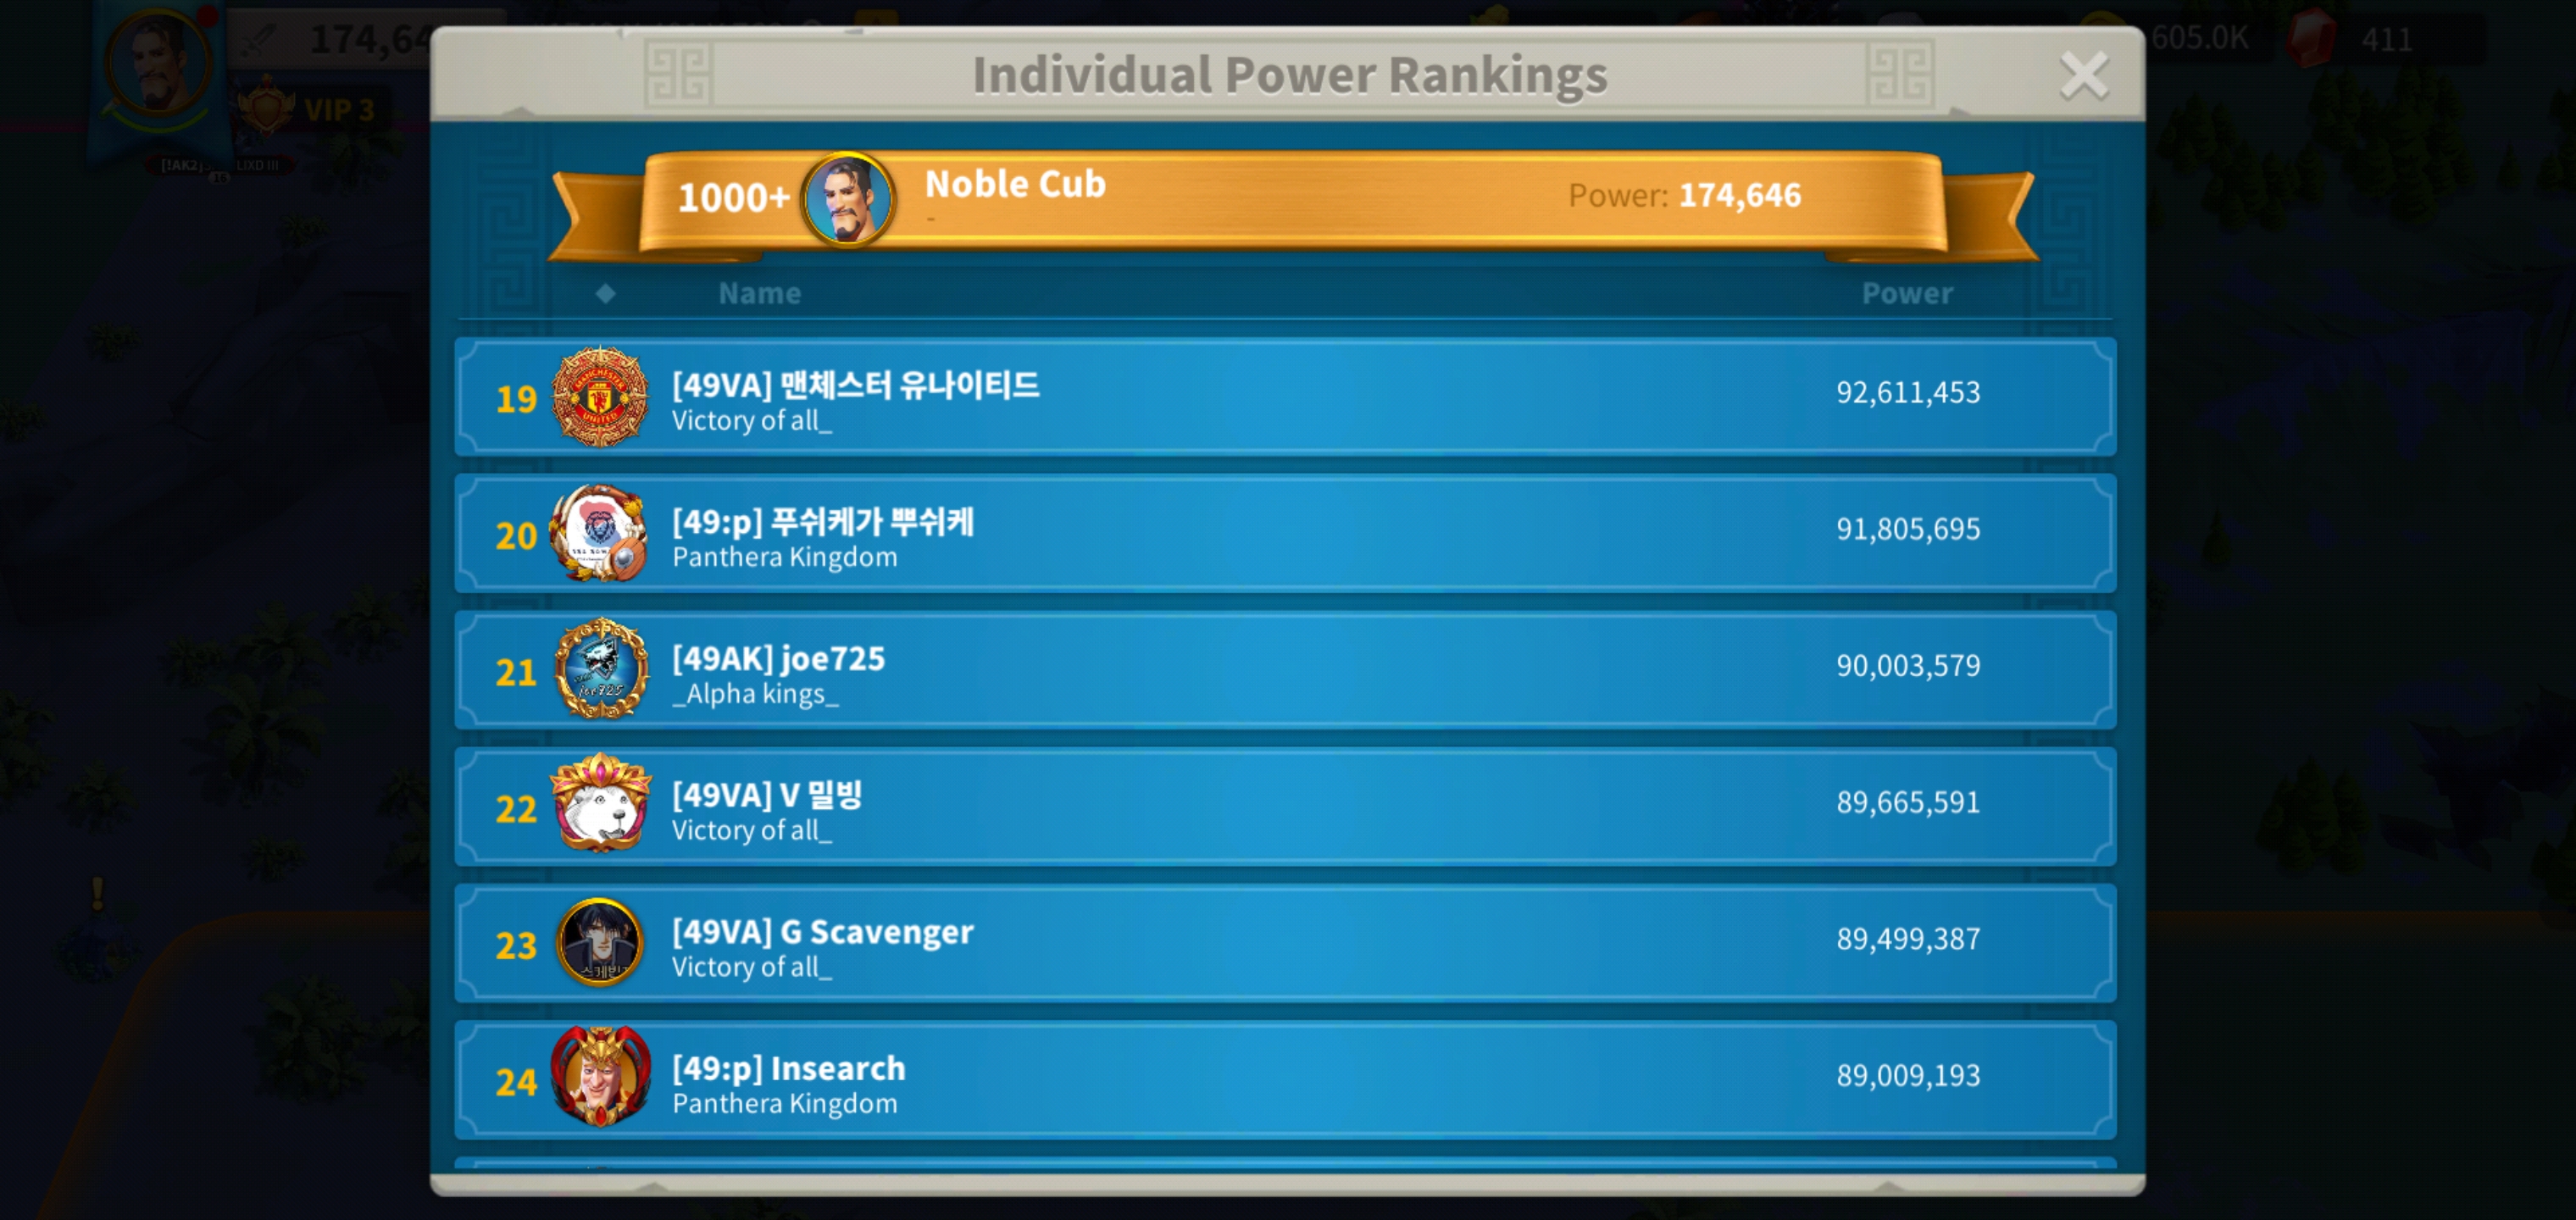 174,64
VIP 3
605.0K
411
Individual Power Rankings
1000+
Noble Cub
-
Power: 174,646
Name
Power
19
[49VA] 맨체스터 유나이티드
Victory of all_
92,611,453
20
[49:p] 푸쉬케가 뿌쉬케
Panthera Kingdom
91,805,695
21
joe725
[49AK] joe725
_Alpha kings_
90,003,579
22
[49VA] V 밀빙
Victory of all_
89,665,591
23
[49VA] G Scavenger
Victory of all_
89,499,387
24
[49:p] Insearch
Panthera Kingdom
89,009,193